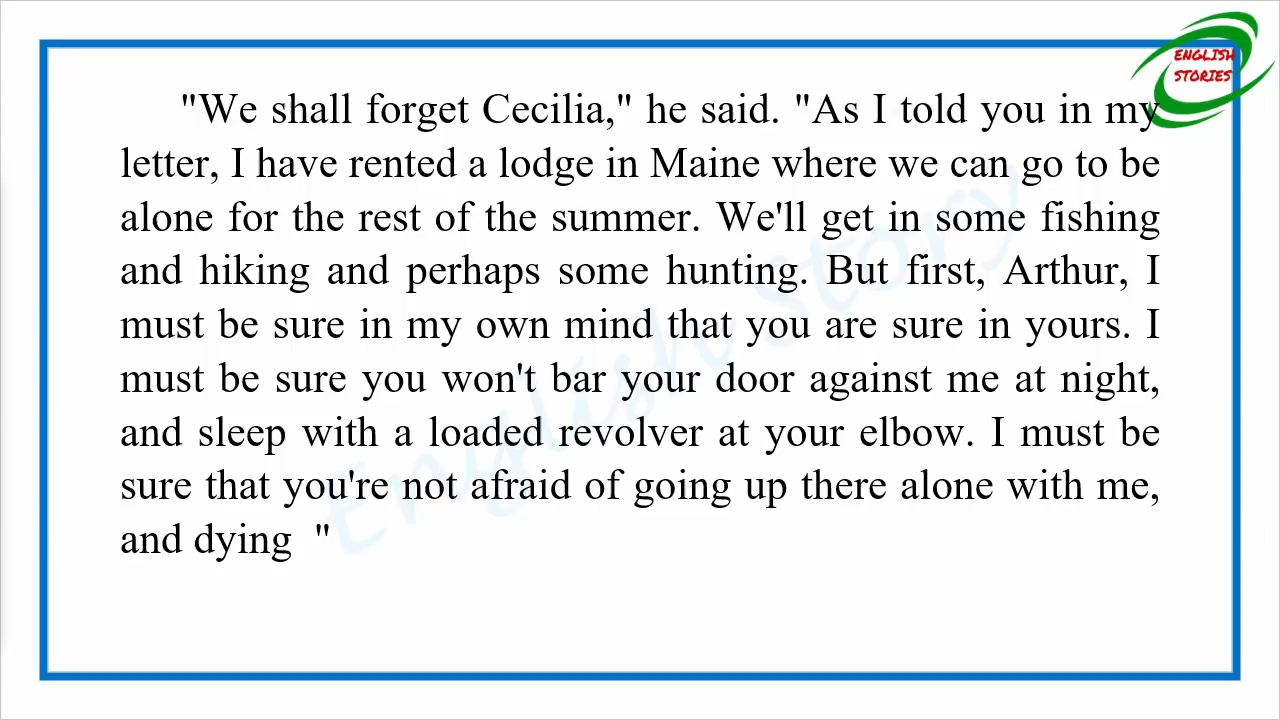 ENGLISH
STORIES
"We shall forget Cecilia," he said. "As I told you in my
letter, I have rented a lodge in Maine where we can go to be
alone for the rest of the summer. We'll get in some fishing
and hiking and perhaps some hunting. But first, Arthur, I
must be sure in my own mind that you are sure in yours. I
must be sure you won't bar your door against me at night,
and sleep with a loaded revolver at your elbow. I must be
sure that you're not afraid of going up there alone with me,
and dying  "
English Story